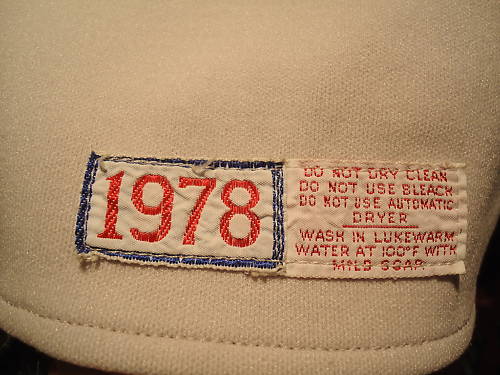 1978
DO NOT DRY CLEAN
DO NOT USE BLEACH
DO NOT USE AUTOMATIC
DRYER
WASH IN LUKEWARM
WATER AT 100°F WITH
MILD SOAP